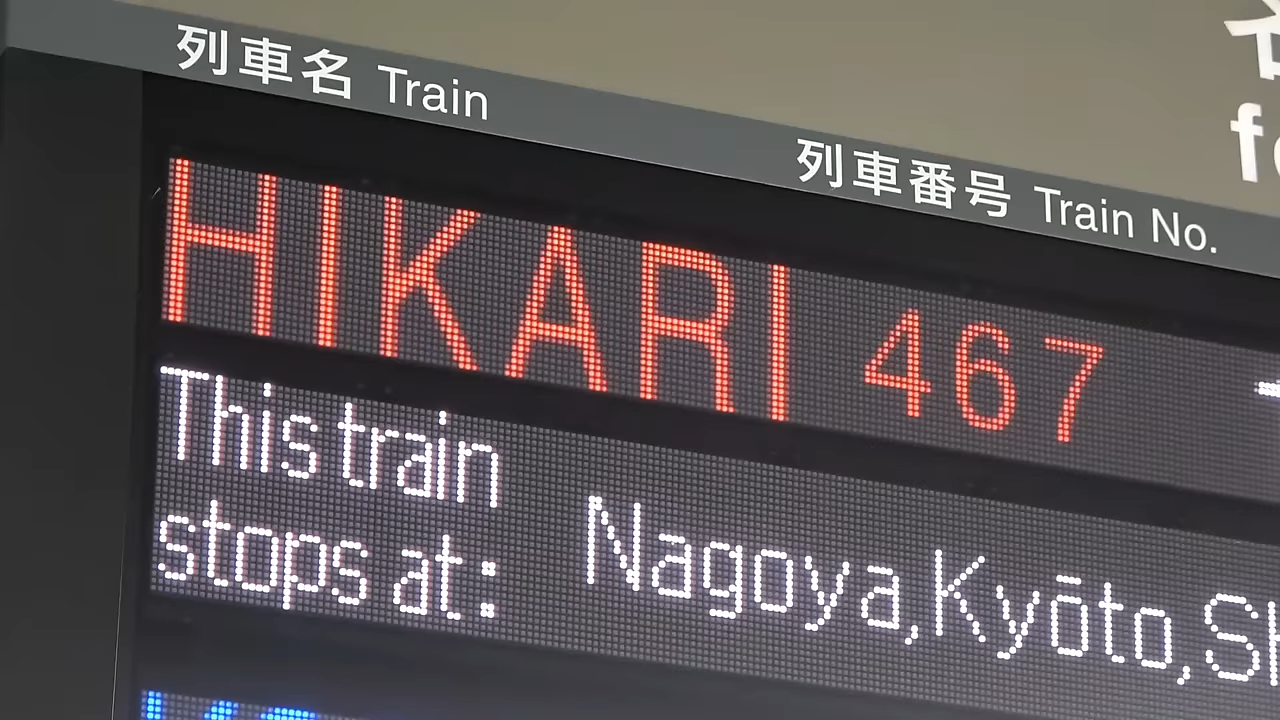 列車名 Train
列車番号 Train No.
HIKARI 467
This train
stops at:
Nagoya,Kyōto,